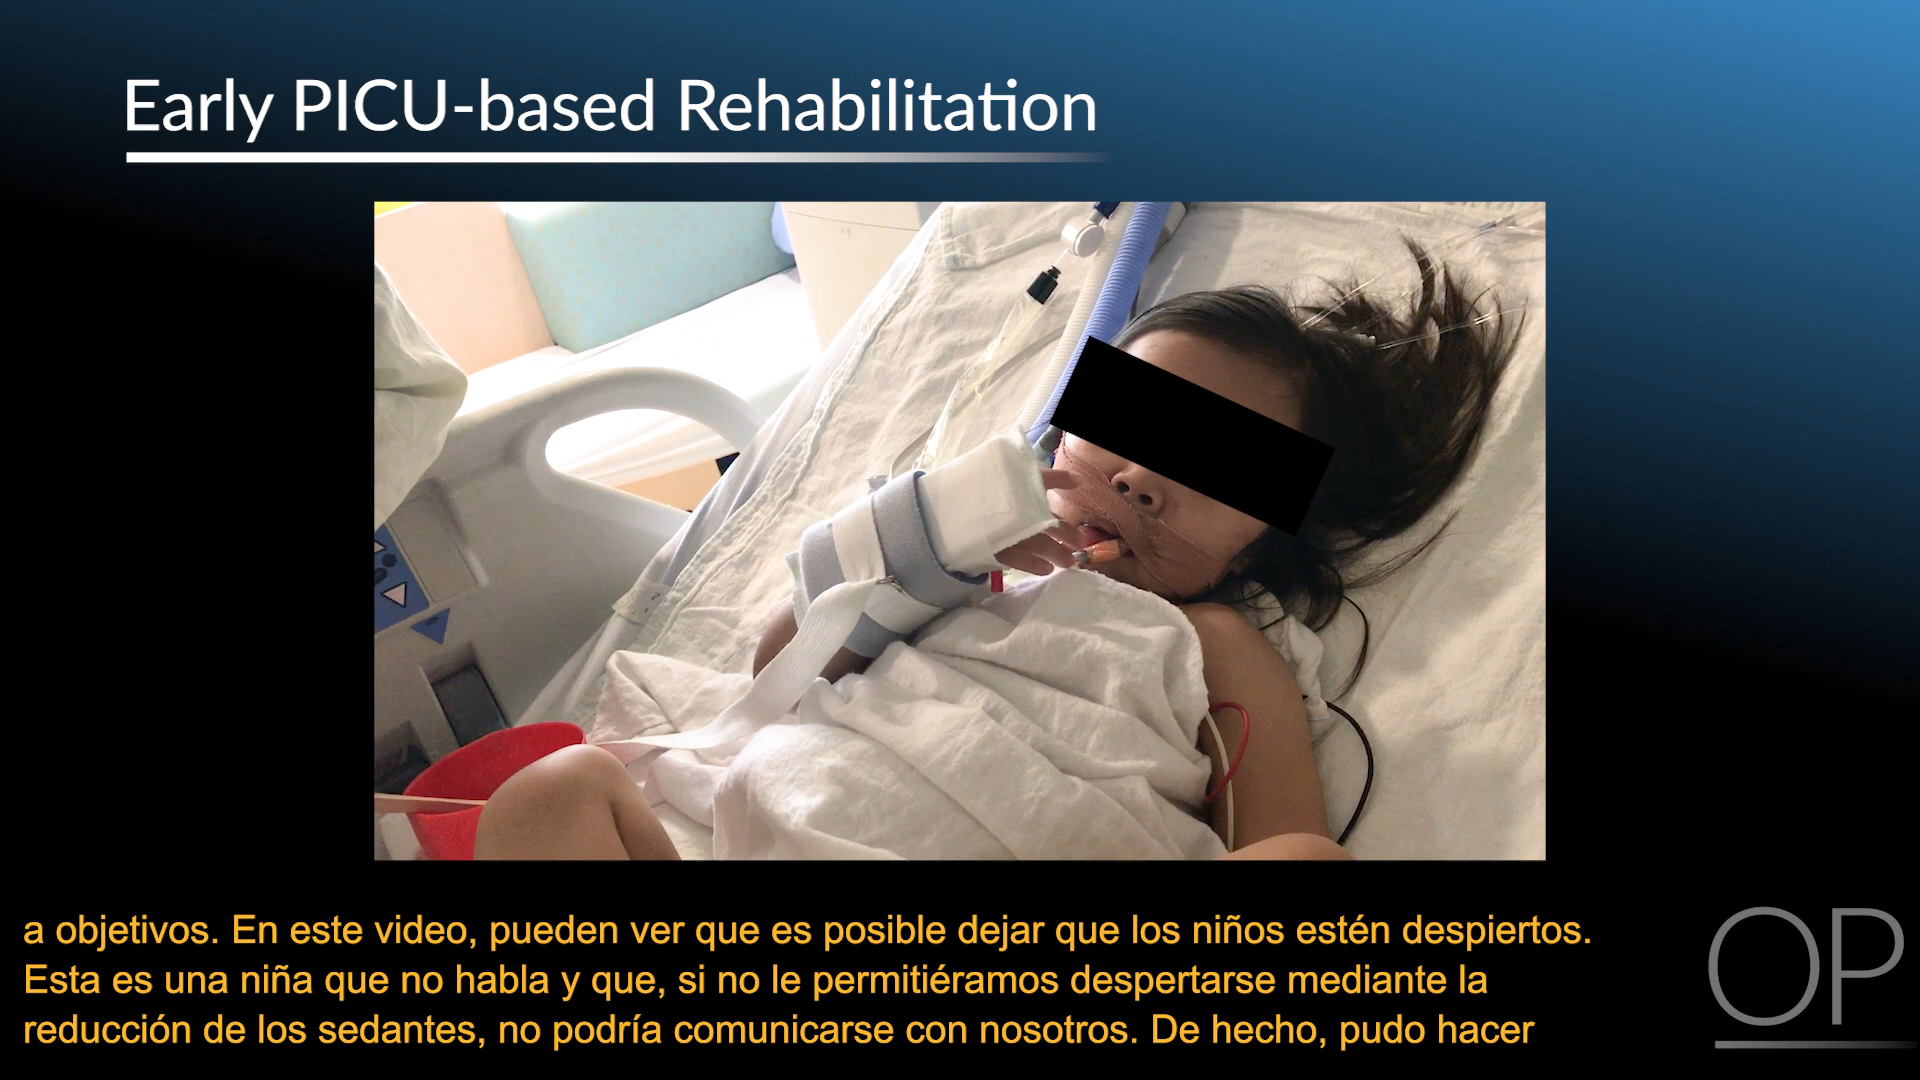 Early PICU-based Rehabilitation
a objetivos. En este video, pueden ver que es posible dejar que los niños estén despiertos.
Esta es una niña que no habla y que, si no le permitiéramos despertarse mediante la
reducción de los sedantes, no podría comunicarse con nosotros. De hecho, pudo hacer
OP